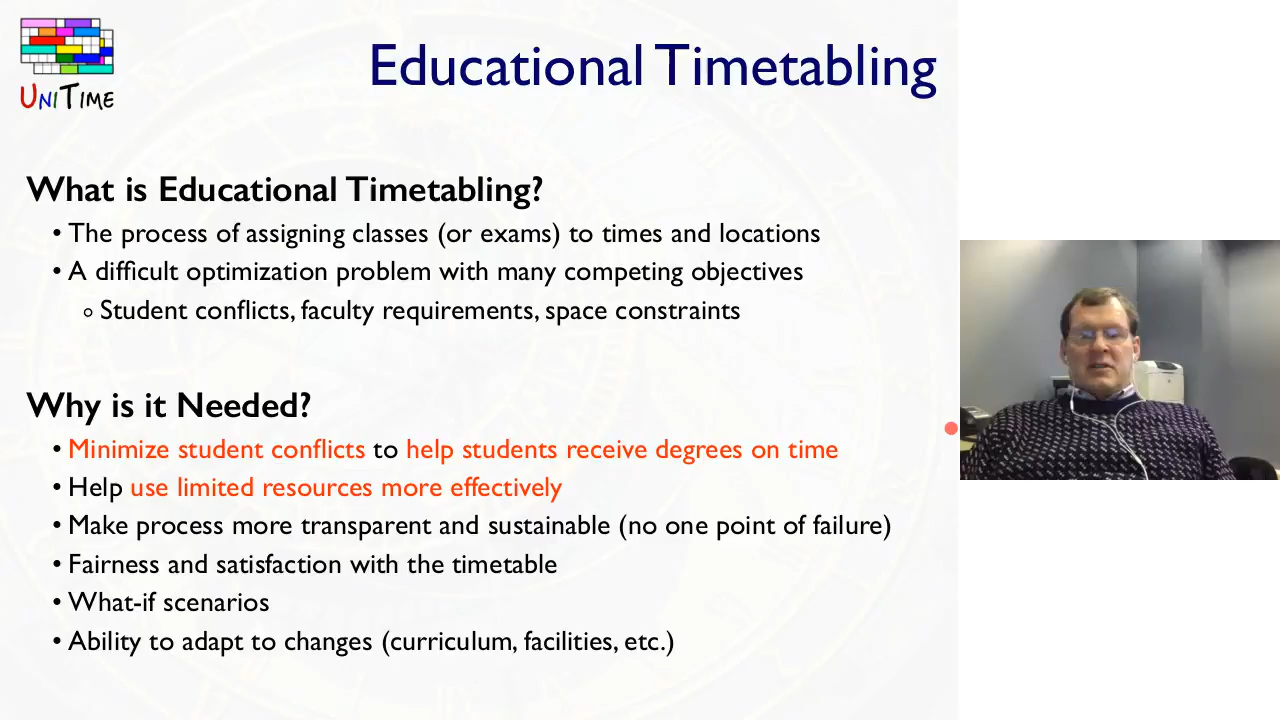 UNITIME
Educational Timetabling
What is Educational Timetabling?
• The process of assigning classes (or exams) to times and locations
• A difficult optimization problem with many competing objectives
○ Student conflicts, faculty requirements, space constraints
Why is it Needed?
• Minimize student conflicts to help students receive degrees on time
• Help use limited resources more effectively
• Make process more transparent and sustainable (no one point of failure)
• Fairness and satisfaction with the timetable
• What-if scenarios
• Ability to adapt to changes (curriculum, facilities, etc.)